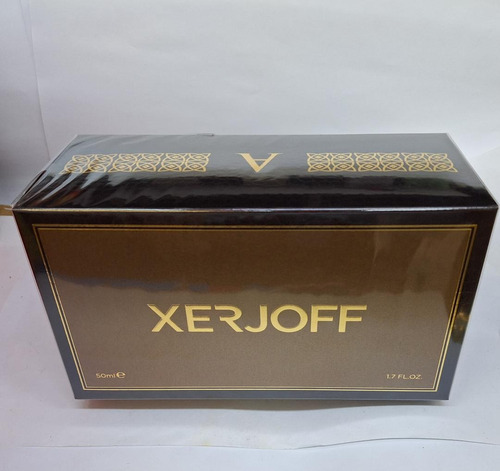 A
XERJOFF
50ml ℮
1.7 FL.OZ.